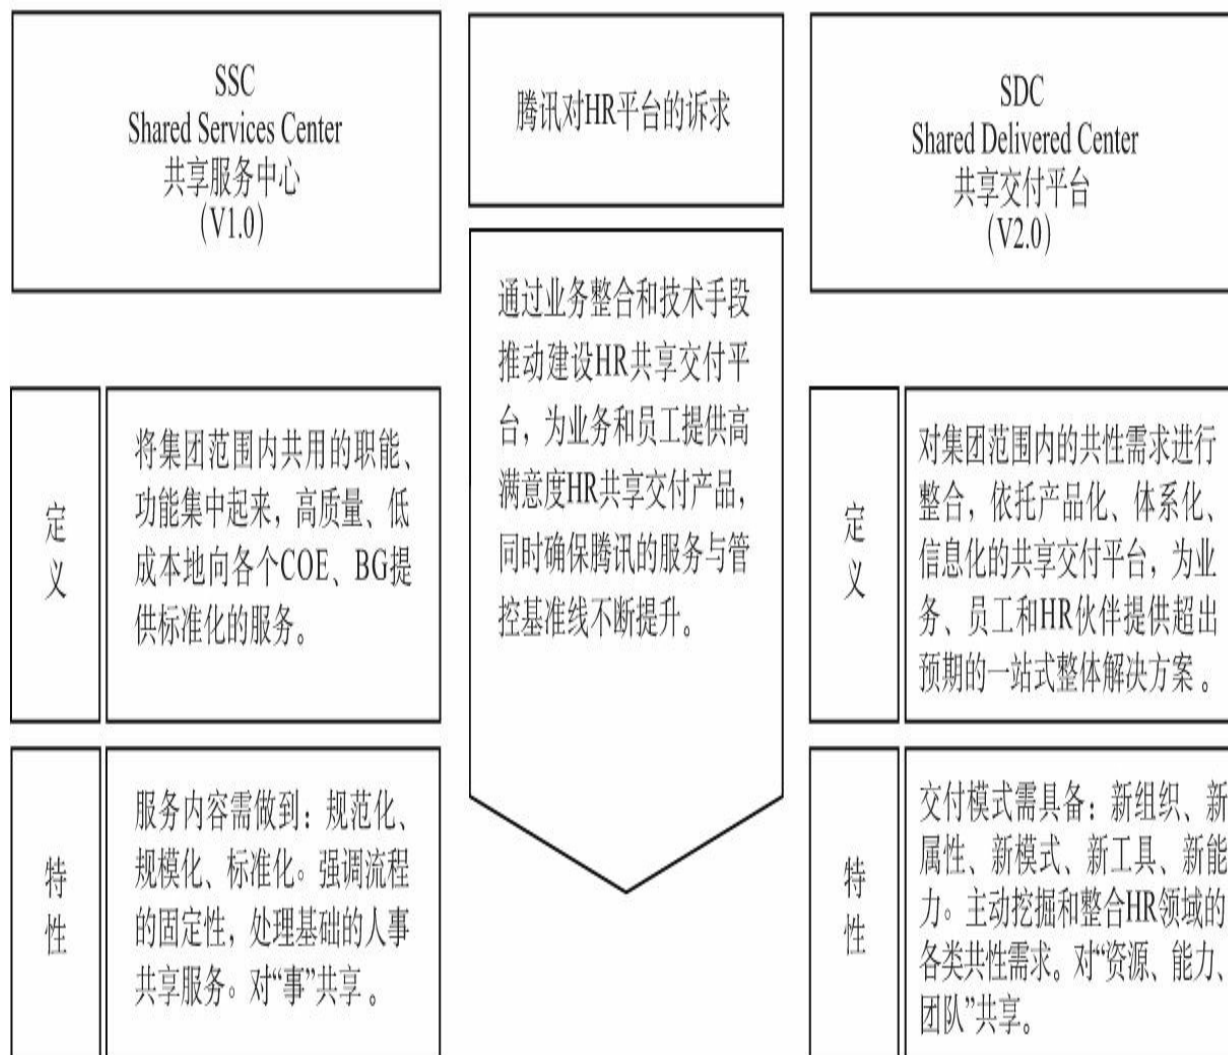 SSC
Shared Services Center
共享服务中心
(V1.0)
定
义
将集团范围内共用的职能、
功能集中起来，高质量、低
成本地向各个COE、BG提
供标准化的服务。
特
性
服务内容需做到：规范化、
规模化、标准化。强调流程
的固定性，处理基础的人事
共享服务。对“事”共享。
腾讯对HR平台的诉求
通过业务整合和技术手段
推动建设HR共享交付平
台，为业务和员工提供高
满意度HR共享交付产品，
同时确保腾讯的服务与管
控基准线不断提升。
SDC
Shared Delivered Center
共享交付平台
(V2.0)
定
义
对集团范围内的共性需求进行
整合，依托产品化、体系化、
信息化的共享交付平台，为业
务、员工和HR伙伴提供超出
预期的一站式整体解决方案。
特
性
交付模式需具备：新组织、新
属性、新模式、新工具、新能
力。主动挖掘和整合HR领域的
各类共性需求。对“资源、能力、
团队”共享。